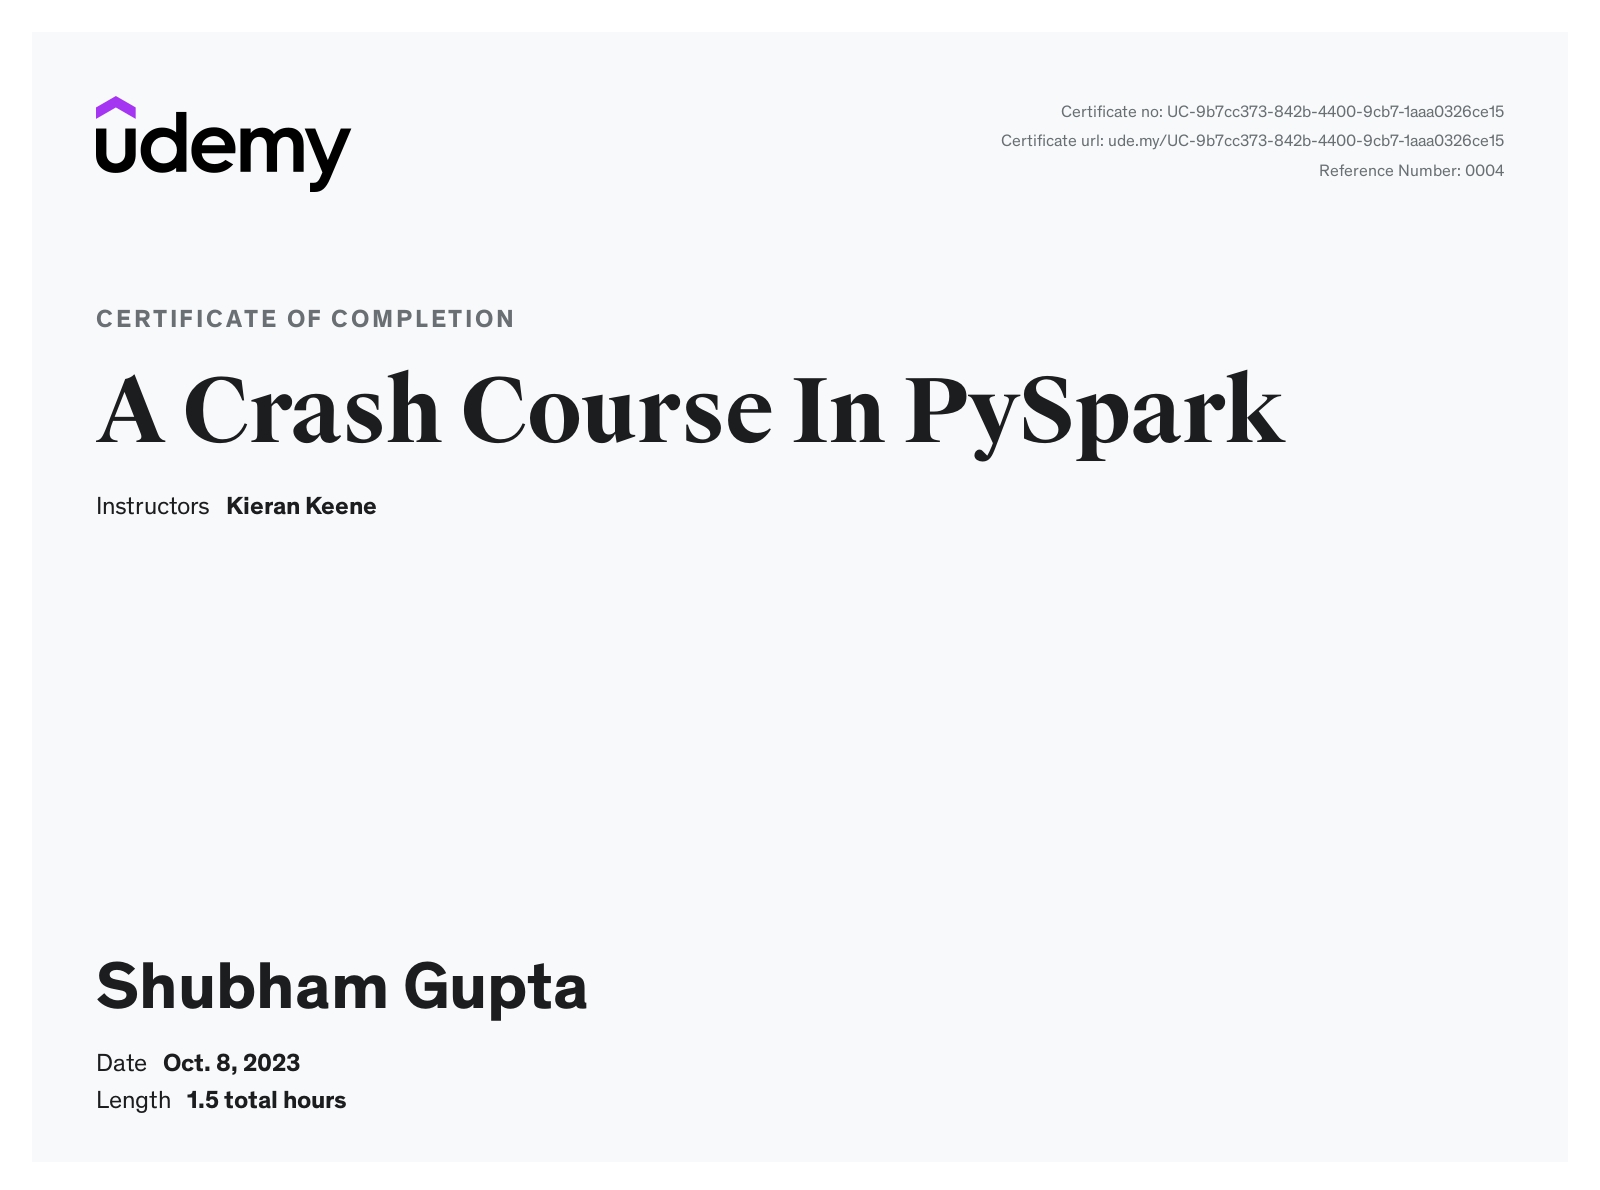 udemy
Certificate no: UC-9b7cc373-842b-4400-9cb7-1aaa0326ce15
Certificate url: ude.my/UC-9b7cc373-842b-4400-9cb7-1aaa0326ce15
Reference Number: 0004
CERTIFICATE OF COMPLETION
A Crash Course In PySpark
Instructors Kieran Keene
Shubham Gupta
Date Oct. 8, 2023
Length 1.5 total hours